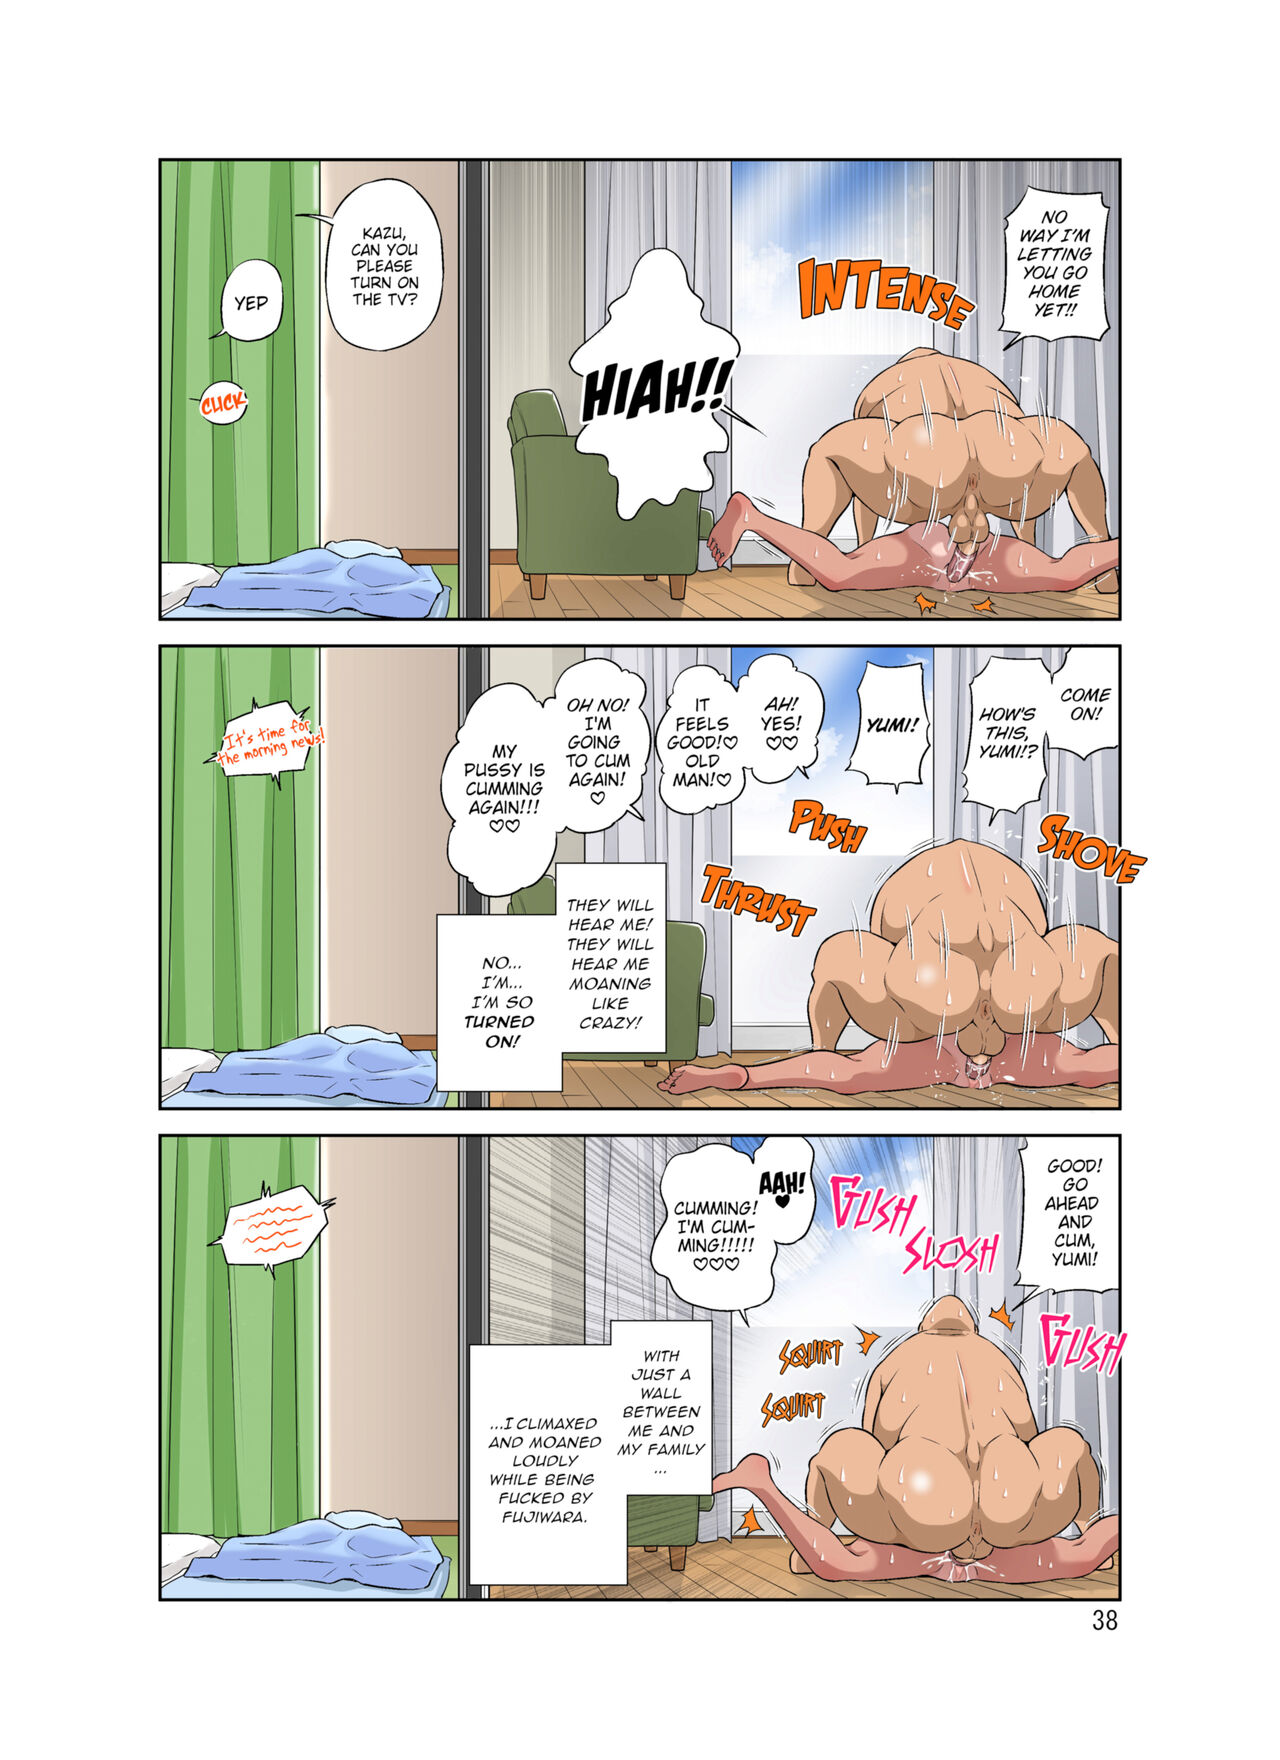 NO
WAY I'M
LETTING
YOU GO
HOME
YET!!
INTENSE
HIAH!!
KAZU,
CAN YOU
PLEASE
TURN ON
THE TV?
YEP
CLICK
COME
ON!
HOW'S
THIS,
YUMI!?
SHOVE
YUMI!
PUSH
AH!
YES!
♡♡
IT
FEELS
GOOD!♡
OLD
MAN!♡
THRUST
OH NO!
I'M
GOING
TO CUM
AGAIN!
♡
MY
PUSSY IS
CUMMING
AGAIN!!!
♡♡
THEY WILL
HEAR ME!
THEY WILL
HEAR ME
MOANING
LIKE
CRAZY!
NO...
I'M...
I'M SO
TURNED
ON!
It's time for
the morning news!
GOOD!
GO
AHEAD
AND
CUM,
YUMI!
GUSH
SLOSH
GUSH
AAH!
♥
CUMMING!
I'M CUM-
MING!!!!!
♡♡♡
SQUIRT
SQUIRT
WITH
JUST A
WALL
BETWEEN
ME AND
MY FAMILY
...
...I CLIMAXED
AND MOANED
LOUDLY
WHILE BEING
FUCKED BY
FUJIWARA.
38